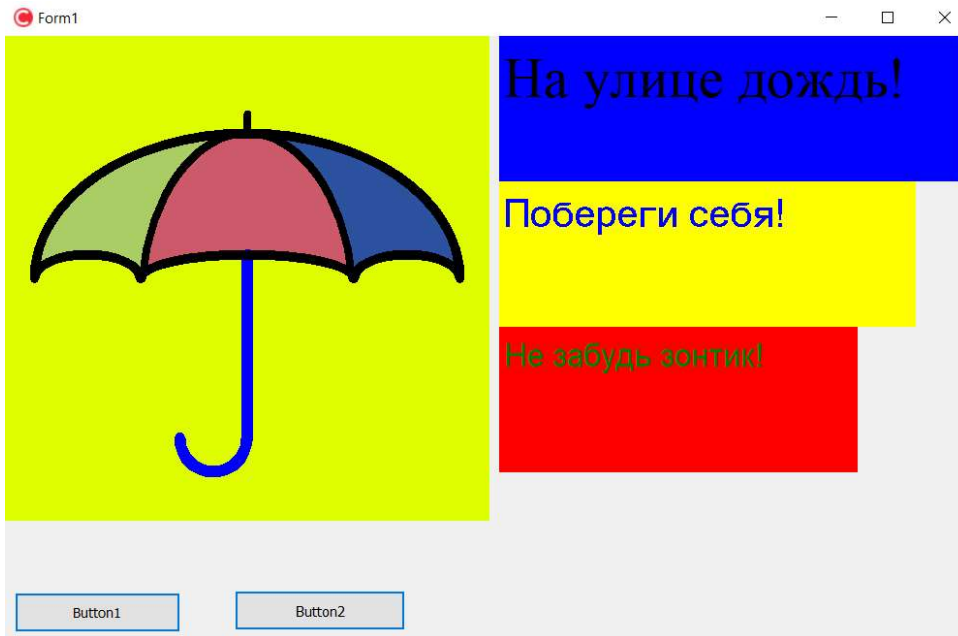 Form1
На улице дождь!
Побереги себя!
Не забудь зонтик!
Button1
Button2